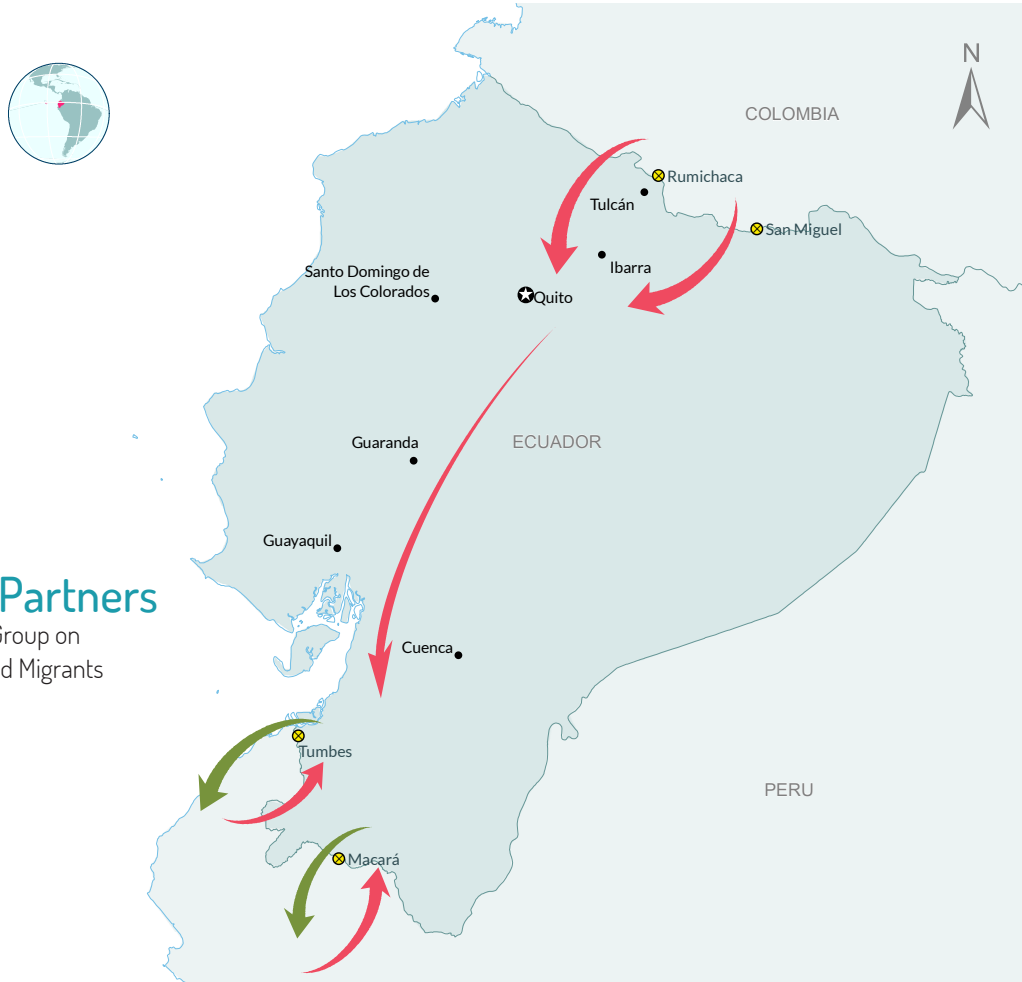 N
COLOMBIA
Rumichaca
Tulcán
San Miguel
Ibarra
Santo Domingo de
Los Colorados
Quito
Guaranda
ECUADOR
Guayaquil
Partners
Group on
d Migrants
Cuenca
Tumbes
PERU
Macará